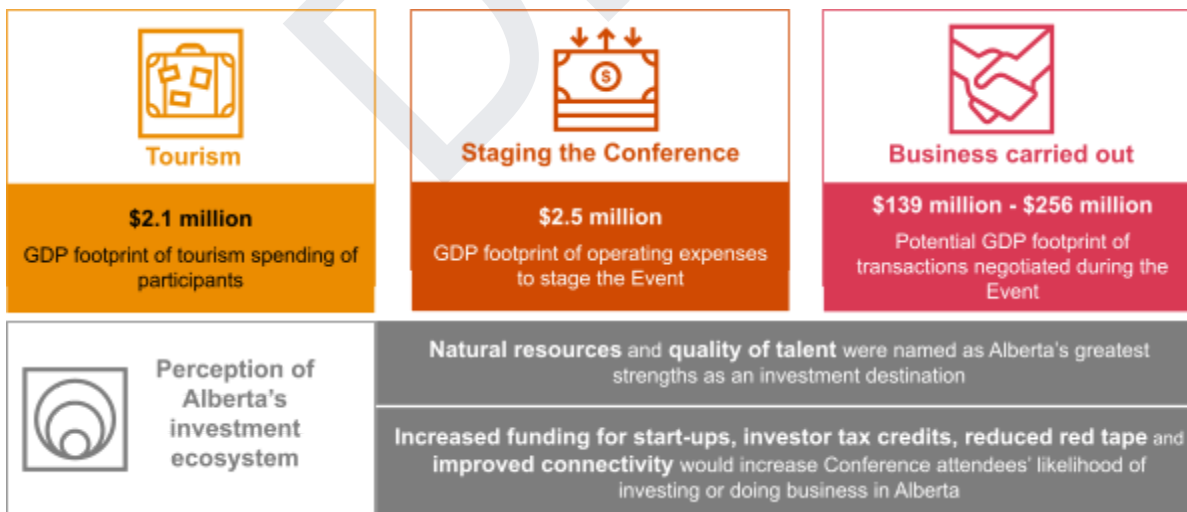 Tourism
$2.1 million
GDP footprint of tourism spending of
participants
Staging the Conference
$2.5 million
GDP footprint of operating expenses
to stage the Event
Business carried out
$139 million - $256 million
Potential GDP footprint of
transactions negotiated during the
Event
Perception of
Alberta's
investment
ecosystem
Natural resources and quality of talent were named as Alberta's greatest
strengths as an investment destination
Increased funding for start-ups, investor tax credits, reduced red tape and
improved connectivity would increase Conference attendees' likelihood of
investing or doing business in Alberta